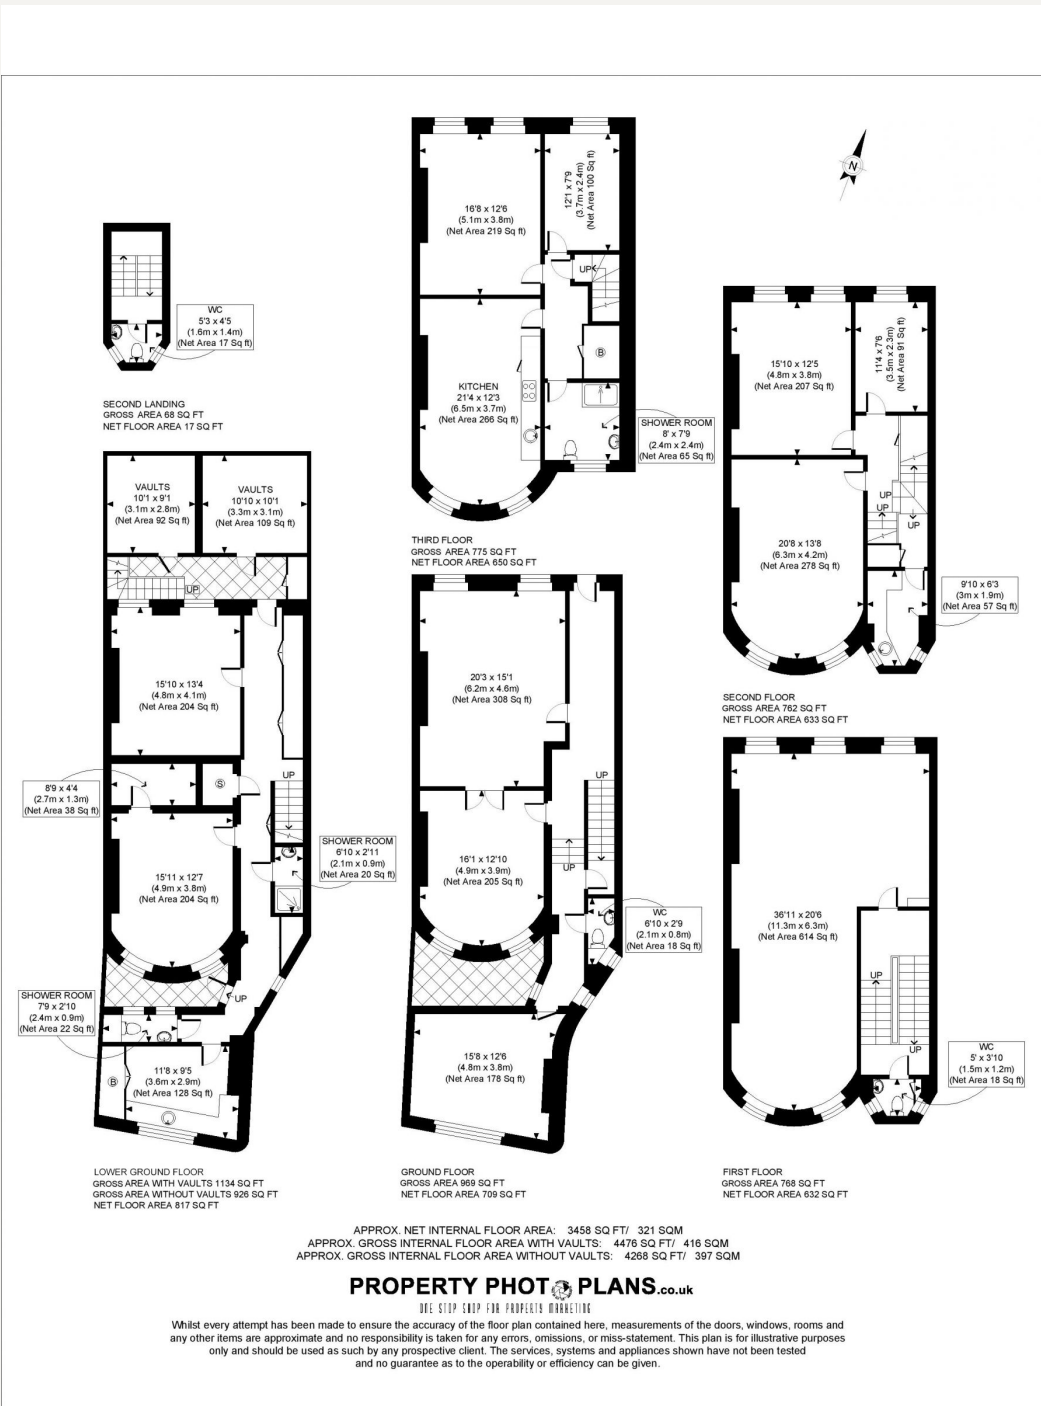 N
WC
5'3 x 4'5
(1.6m x 1.4m)
(Net Area 17 Sq ft)
SECOND LANDING
GROSS AREA 68 SQ FT
NET FLOOR AREA 17 SQ FT
16'8 x 12'6
(5.1m x 3.8m)
(Net Area 219 Sq ft)
12'1 x 7'9
(3.7m x 2.4m)
(Net Area 100 Sq ft)
UP
B
KITCHEN
21'4 x 12'3
(6.5m x 3.7m)
(Net Area 266 Sq ft)
SHOWER ROOM
8' x 7'9
(2.4m x 2.4m)
(Net Area 65 Sq ft)
THIRD FLOOR
GROSS AREA 775 SQ FT
NET FLOOR AREA 650 SQ FT
15'10 x 12'5
(4.8m x 3.8m)
(Net Area 207 Sq ft)
11'4 x 7'6
(3.5m x 2.3m)
(Net Area 91 Sq ft)
UP
UP
UP
20'8 x 13'8
(6.3m x 4.2m)
(Net Area 278 Sq ft)
9'10 x 6'3
(3m x 1.9m)
(Net Area 57 Sq ft)
SECOND FLOOR
GROSS AREA 762 SQ FT
NET FLOOR AREA 633 SQ FT
VAULTS
10'1 x 9'1
(3.1m x 2.8m)
(Net Area 92 Sq ft)
VAULTS
10'10 x 10'1
(3.3m x 3.1m)
(Net Area 109 Sq ft)
UP
15'10 x 13'4
(4.8m x 4.1m)
(Net Area 204 Sq ft)
8'9 x 4'4
(2.7m x 1.3m)
(Net Area 38 Sq ft)
S
UP
15'11 x 12'7
(4.9m x 3.8m)
(Net Area 204 Sq ft)
SHOWER ROOM
6'10 x 2'11
(2.1m x 0.9m)
(Net Area 20 Sq ft)
UP
SHOWER ROOM
7'9 x 2'10
(2.4m x 0.9m)
(Net Area 22 Sq ft)
B
11'8 x 9'5
(3.6m x 2.9m)
(Net Area 128 Sq ft)
LOWER GROUND FLOOR
GROSS AREA WITH VAULTS 1134 SQ FT
GROSS AREA WITHOUT VAULTS 926 SQ FT
NET FLOOR AREA 817 SQ FT
20'3 x 15'1
(6.2m x 4.6m)
(Net Area 308 Sq ft)
UP
16'1 x 12'10
(4.9m x 3.9m)
(Net Area 205 Sq ft)
UP
WC
6'10 x 2'9
(2.1m x 0.8m)
(Net Area 18 Sq ft)
15'8 x 12'6
(4.8m x 3.8m)
(Net Area 178 Sq ft)
GROUND FLOOR
GROSS AREA 969 SQ FT
NET FLOOR AREA 709 SQ FT
36'11 x 20'6
(11.3m x 6.3m)
(Net Area 614 Sq ft)
UP
UP
WC
5' x 3'10
(1.5m x 1.2m)
(Net Area 18 Sq ft)
FIRST FLOOR
GROSS AREA 768 SQ FT
NET FLOOR AREA 632 SQ FT
APPROX. NET INTERNAL FLOOR AREA: 3458 SQ FT/ 321 SQM
APPROX. GROSS INTERNAL FLOOR AREA WITH VAULTS: 4476 SQ FT/ 416 SQM
APPROX. GROSS INTERNAL FLOOR AREA WITHOUT VAULTS: 4268 SQ FT/ 397 SQM
PROPERTY PHOTO PLANS.co.uk
ONE STOP SHOP FOR PROPERTY MARKETING
Whilst every attempt has been made to ensure the accuracy of the floor plan contained here, measurements of the doors, windows, rooms and
any other items are approximate and no responsibility is taken for any errors, omissions, or miss-statement. This plan is for illustrative purposes
only and should be used as such by any prospective client. The services, systems and appliances shown have not been tested
and no guarantee as to the operability or efficiency can be given.